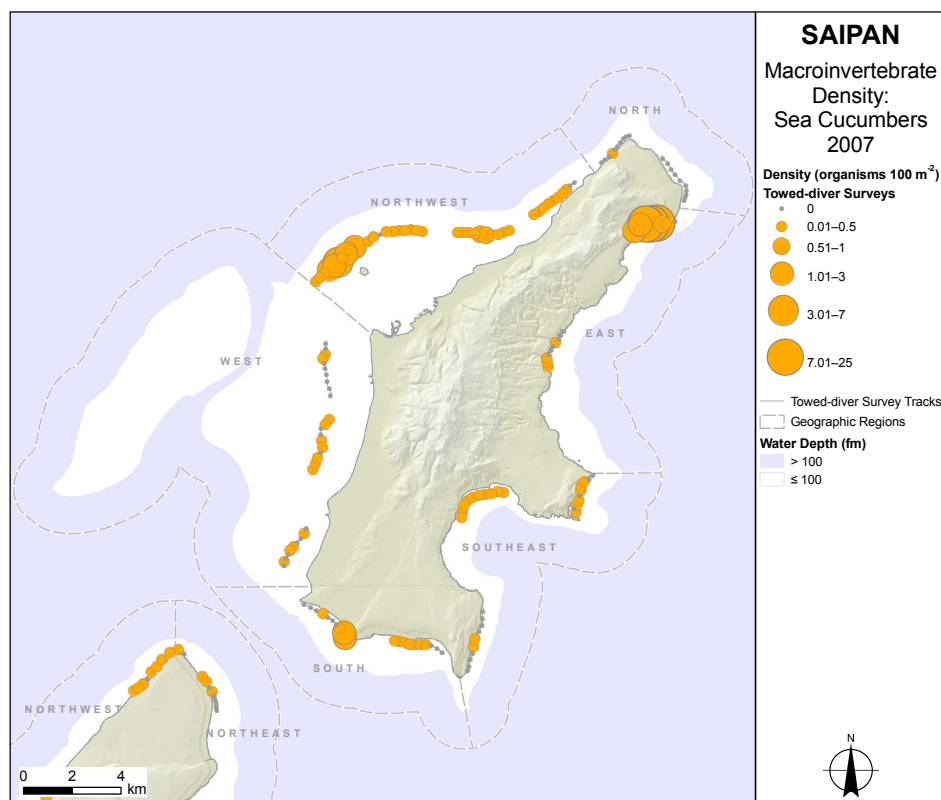 SAIPAN
Macroinvertebrate
Density:
Sea Cucumbers
2007
Density (organisms 100 m⁻²)
Towed-diver Surveys
0
0.01–0.5
0.51–1
1.01–3
3.01–7
7.01–25
Towed-diver Survey Tracks
Geographic Regions
Water Depth (fm)
> 100
≤ 100
N
NORTH
NORTHWEST
EAST
WEST
SOUTHEAST
SOUTH
NORTHWEST
NORTHEAST
0 2 4
km